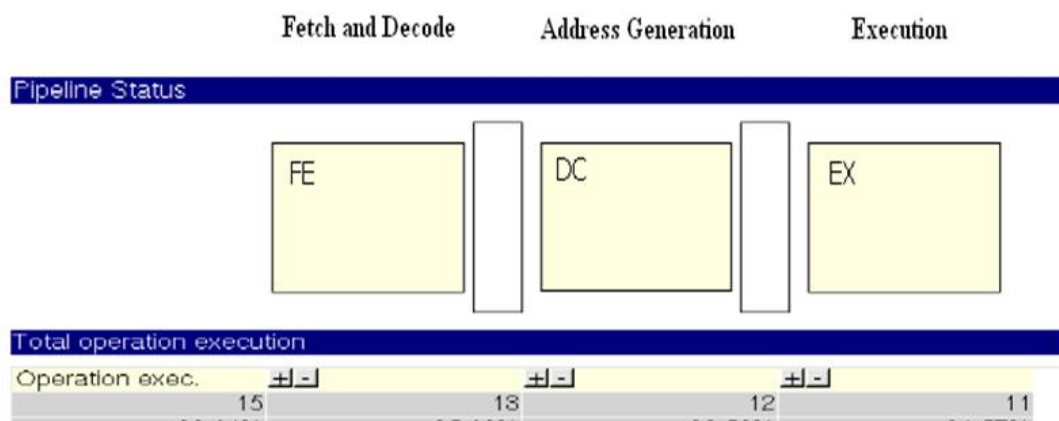 Fetch and Decode Address Generation Execution
Pipeline Status
FE DC EX
Total operation execution
Operation exec. + - + - + -
15 13 12 11